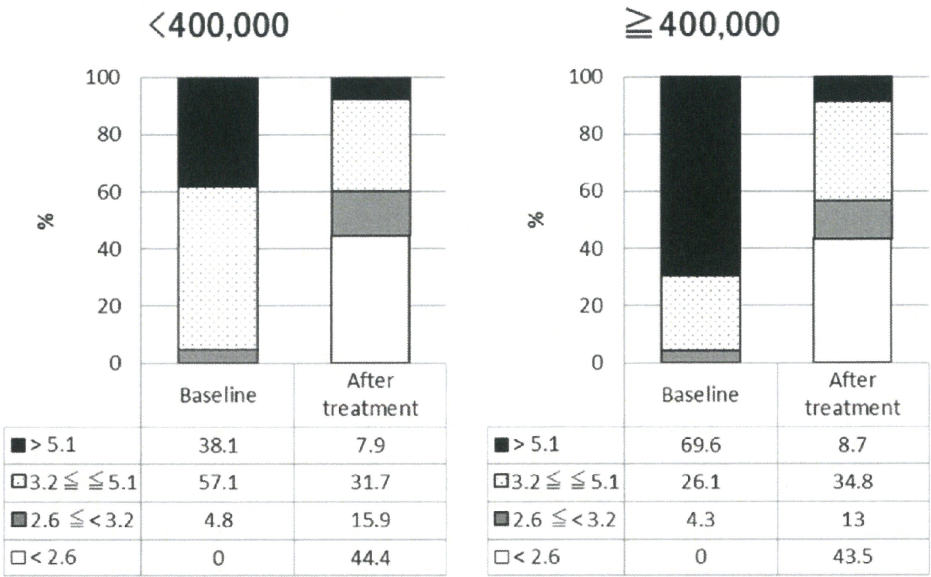 <400,000
100
80
60
40
20
0
%
Baseline After treatment
> 5.1 38.1 7.9
3.2 ≦ ≦ 5.1 57.1 31.7
2.6 ≦ < 3.2 4.8 15.9
< 2.6 0 44.4
≧ 400,000
100
80
60
40
20
0
%
Baseline After treatment
> 5.1 69.6 8.7
3.2 ≦ ≦ 5.1 26.1 34.8
2.6 ≦ < 3.2 4.3 13
< 2.6 0 43.5